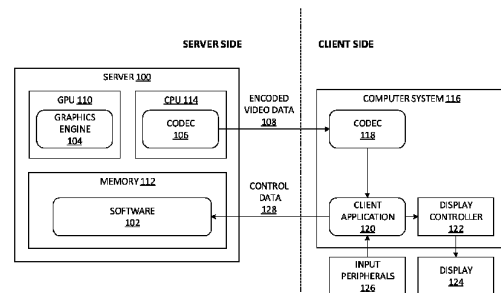 SERVER SIDE
CLIENT SIDE
SERVER 100
GPU 110
GRAPHICS
ENGINE
104
CPU 114
CODEC
106
ENCODED
VIDEO DATA
108
COMPUTER SYSTEM 116
CODEC
118
MEMORY 112
SOFTWARE
102
CONTROL
DATA
128
CLIENT
APPLICATION
120
DISPLAY
CONTROLLER
122
INPUT
PERIPHERALS
126
DISPLAY
124